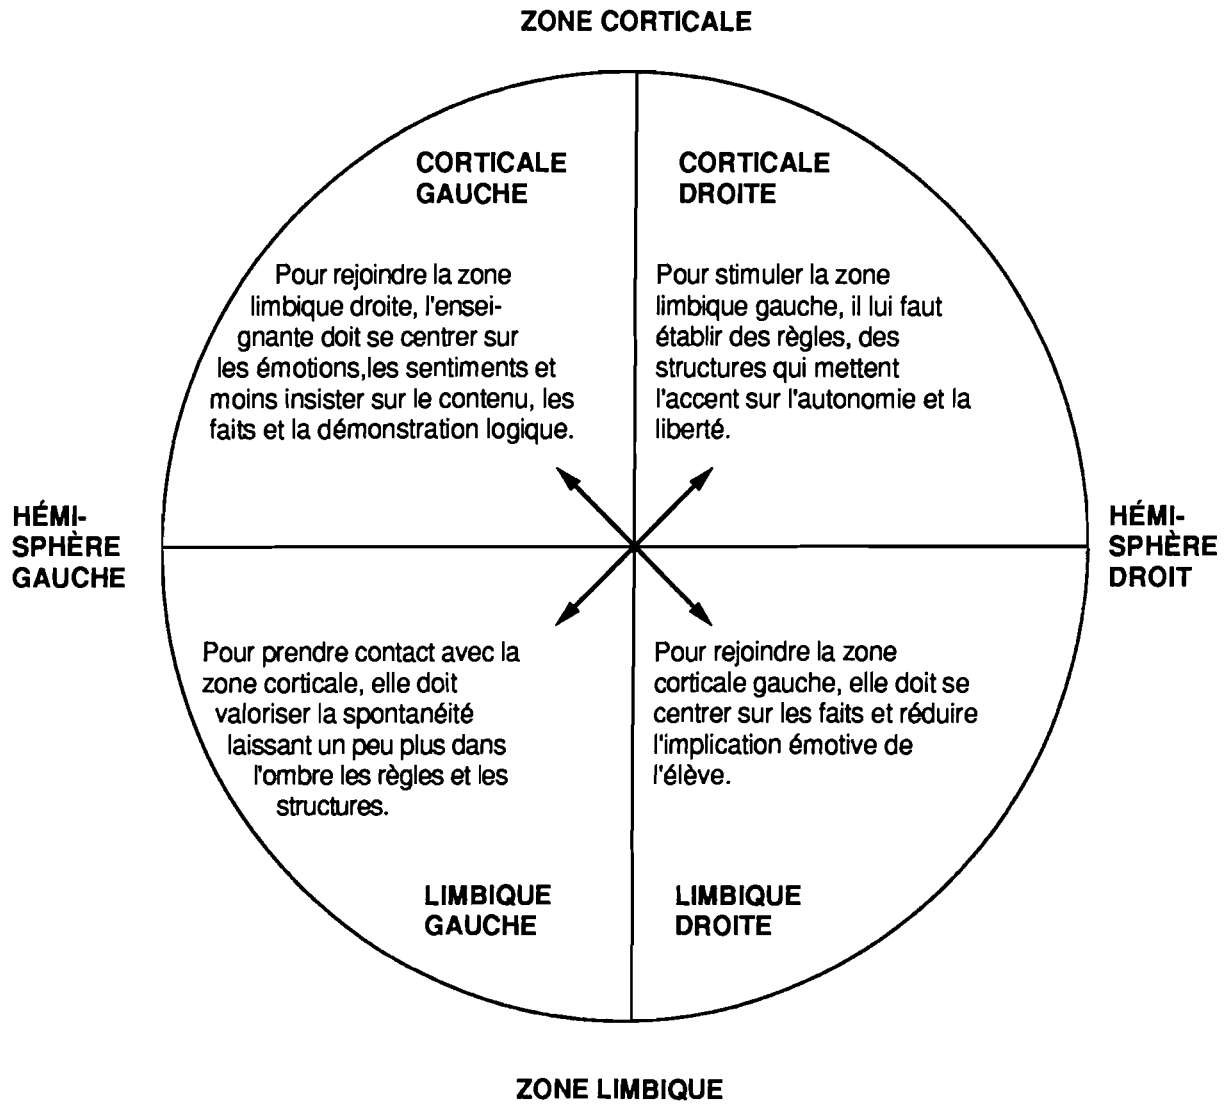 ZONE CORTICALE
CORTICALE
GAUCHE
Pour rejoindre la zone
limbique droite, l'ensei-
gnante doit se centrer sur
les émotions,les sentiments et
moins insister sur le contenu, les
faits et la démonstration logique.
CORTICALE
DROITE
Pour stimuler la zone
limbique gauche, il lui faut
établir des règles, des
structures qui mettent
l'accent sur l'autonomie et la
liberté.
HÉMI-
SPHÈRE
GAUCHE
HÉMI-
SPHÈRE
DROIT
Pour prendre contact avec la
zone corticale, elle doit
valoriser la spontanéité
laissant un peu plus dans
l'ombre les règles et les
structures.
LIMBIQUE
GAUCHE
Pour rejoindre la zone
corticale gauche, elle doit se
centrer sur les faits et réduire
l'implication émotive de
l'élève.
LIMBIQUE
DROITE
ZONE LIMBIQUE